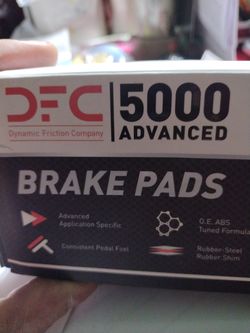 DFC
Dynamic Friction Company
5000
ADVANCED
BRAKE PADS
Advanced
Application Specific
O.E. ABS
Tuned Formula
Consistent Pedal Feel
Rubber-Steel
Rubber Shim